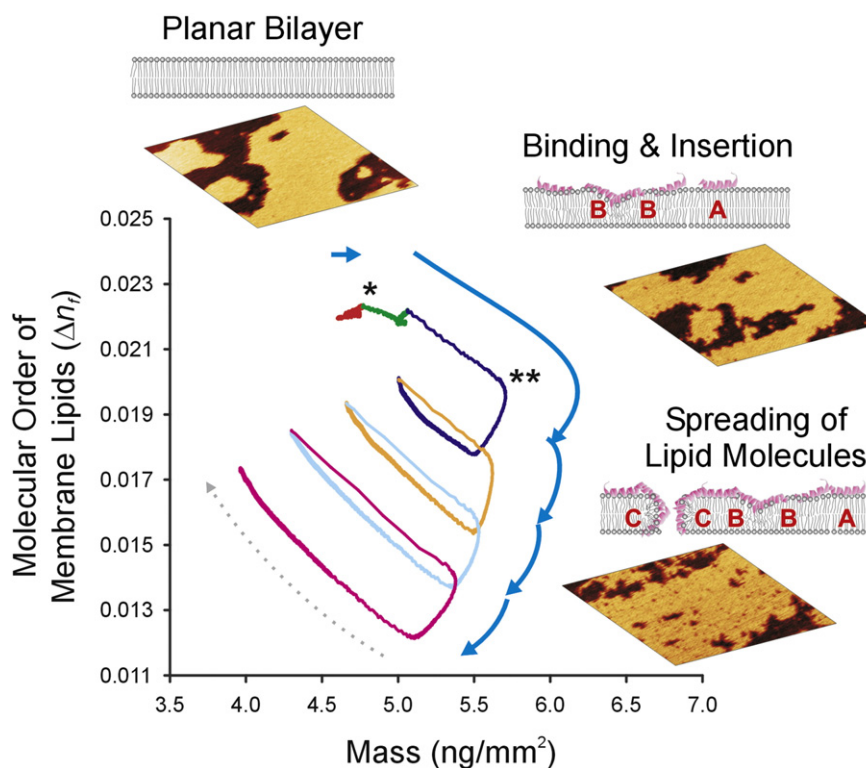 Planar Bilayer
Binding & Insertion
B B A
Spreading of
Lipid Molecules
C C B B A
Molecular Order of
Membrane Lipids (Δnf)
0.025
0.023
0.021
0.019
0.017
0.015
0.013
0.011
*
**
3.5 4.0 4.5 5.0 5.5 6.0 6.5 7.0
Mass (ng/mm²)